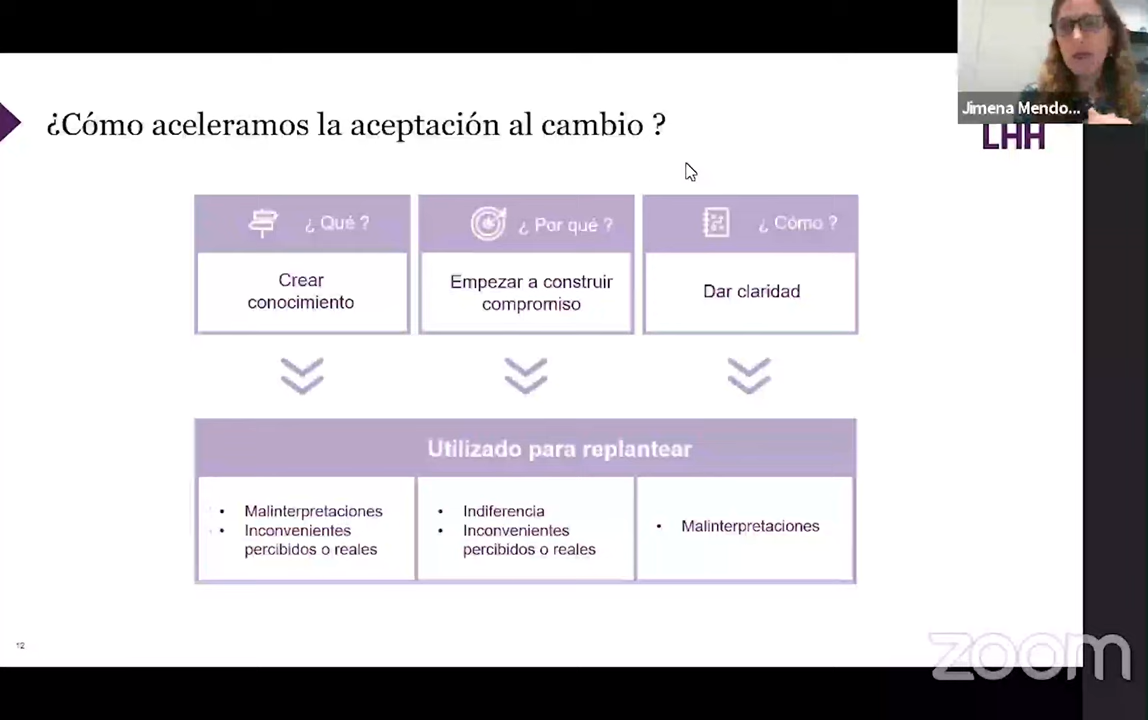 Jimena Mendo...
LHH
¿Cómo aceleramos la aceptación al cambio ?
¿ Qué ?
¿ Por qué ?
¿ Cómo ?
Crear
conocimiento
Empezar a construir
compromiso
Dar claridad
Utilizado para replantear
• Malinterpretaciones
• Inconvenientes
percibidos o reales
• Indiferencia
• Inconvenientes
percibidos o reales
• Malinterpretaciones
12
zoom